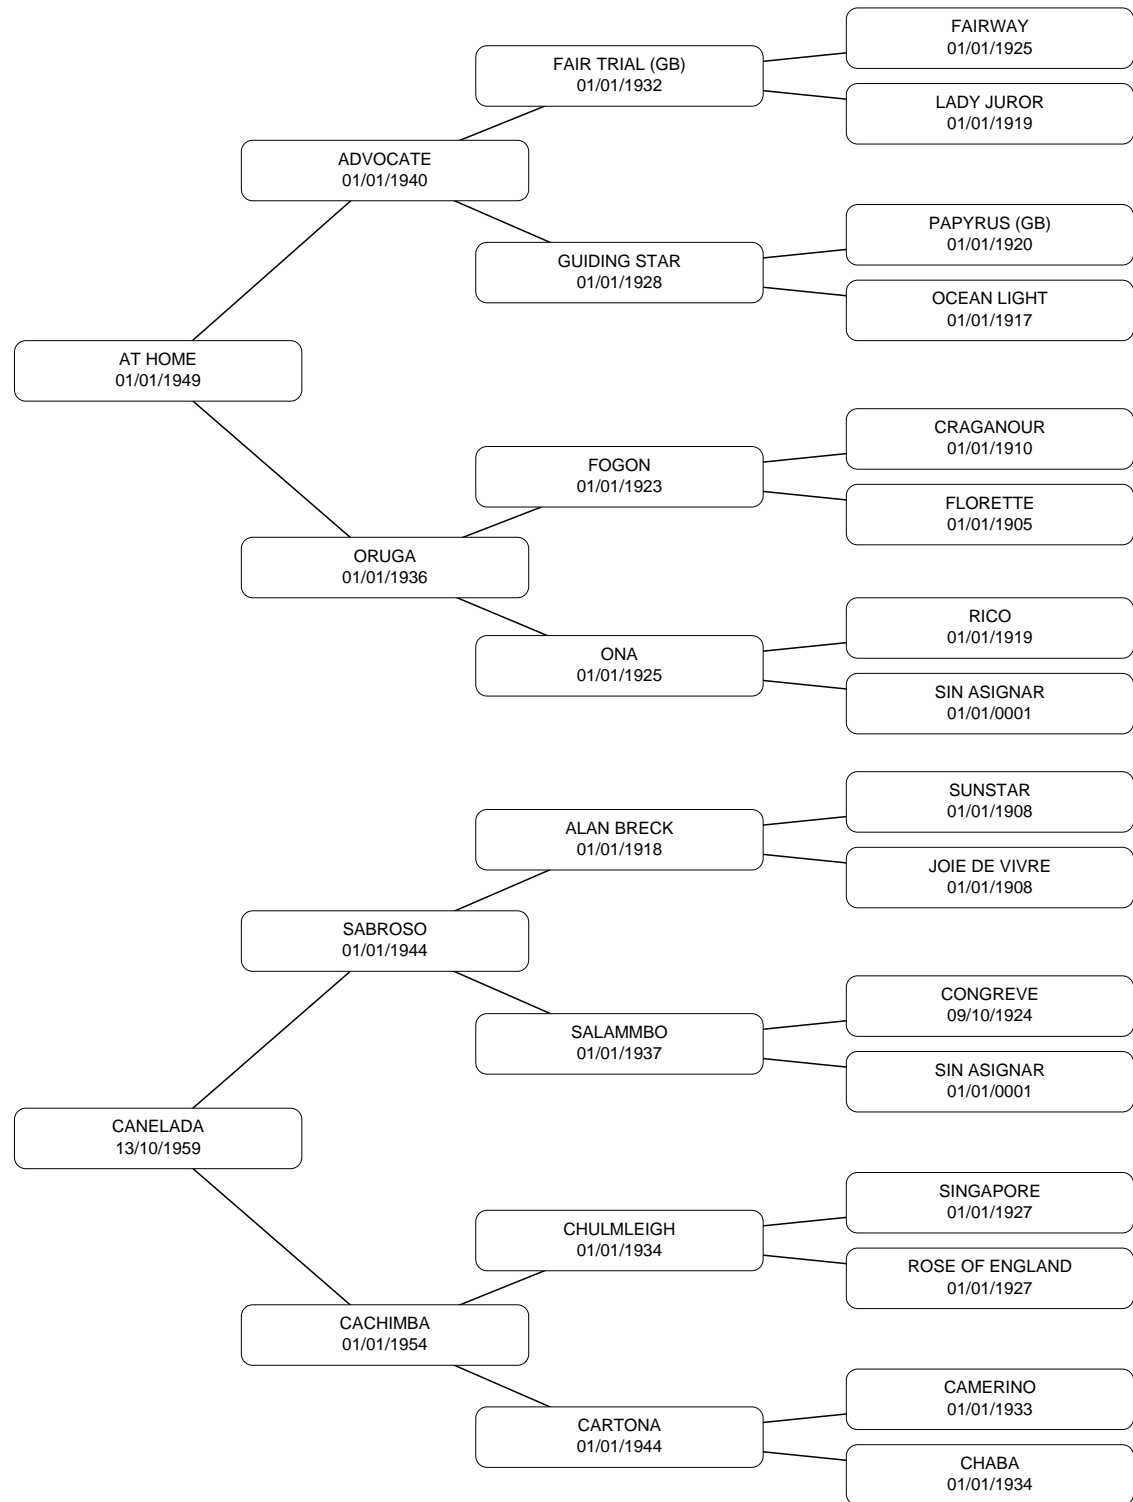 FAIRWAY
01/01/1925
FAIR TRIAL (GB)
01/01/1932
LADY JUROR
01/01/1919
ADVOCATE
01/01/1940
PAPYRUS (GB)
01/01/1920
GUIDING STAR
01/01/1928
OCEAN LIGHT
01/01/1917
AT HOME
01/01/1949
CRAGANOUR
01/01/1910
FOGON
01/01/1923
FLORETTE
01/01/1905
ORUGA
01/01/1936
RICO
01/01/1919
ONA
01/01/1925
SIN ASIGNAR
01/01/0001
SUNSTAR
01/01/1908
ALAN BRECK
01/01/1918
JOIE DE VIVRE
01/01/1908
SABROSO
01/01/1944
CONGREVE
09/10/1924
SALAMMBO
01/01/1937
SIN ASIGNAR
01/01/0001
CANELADA
13/10/1959
SINGAPORE
01/01/1927
CHULMLEIGH
01/01/1934
ROSE OF ENGLAND
01/01/1927
CACHIMBA
01/01/1954
CAMERINO
01/01/1933
CARTONA
01/01/1944
CHABA
01/01/1934